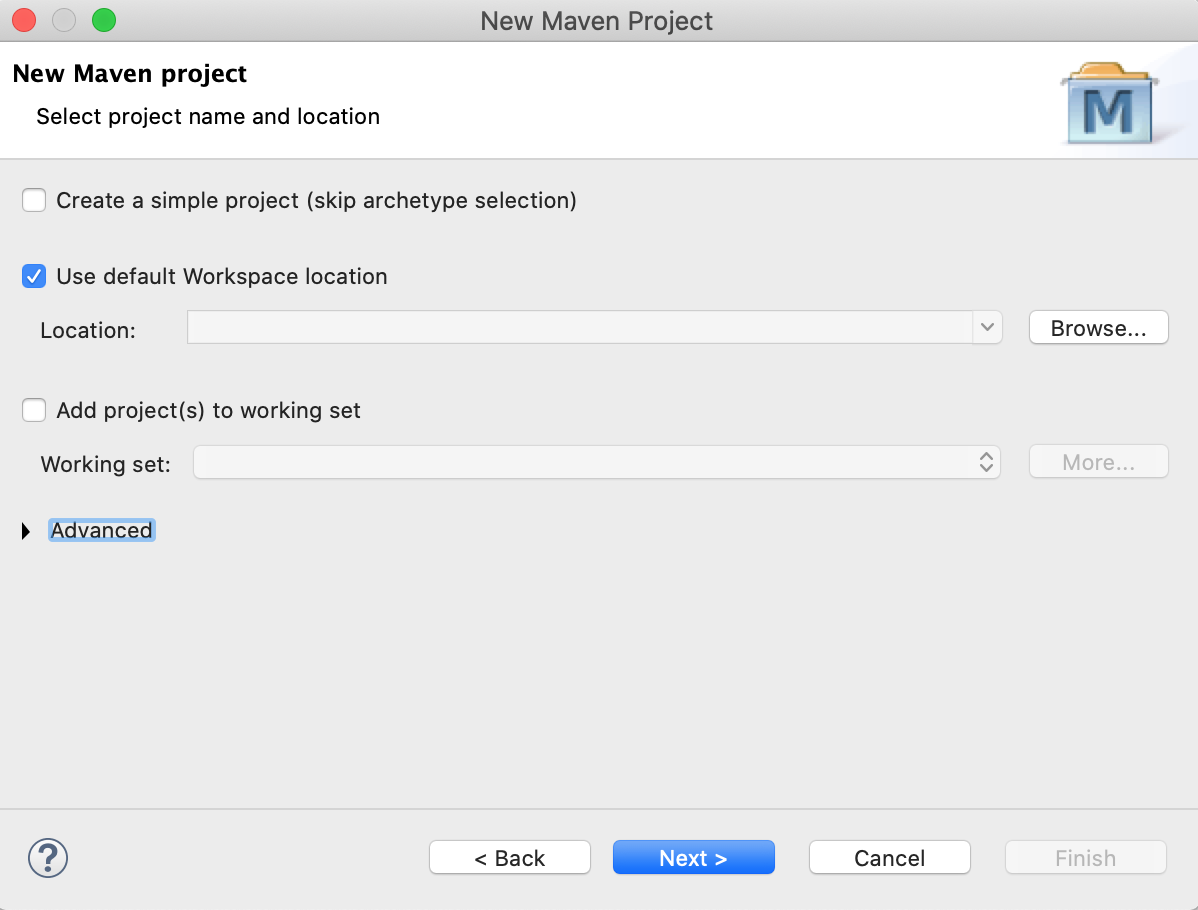 New Maven Project
New Maven project
Select project name and location
M
Create a simple project (skip archetype selection)
Use default Workspace location
Location:
Browse...
Add project(s) to working set
Working set:
More...
Advanced
?
< Back
Next >
Cancel
Finish